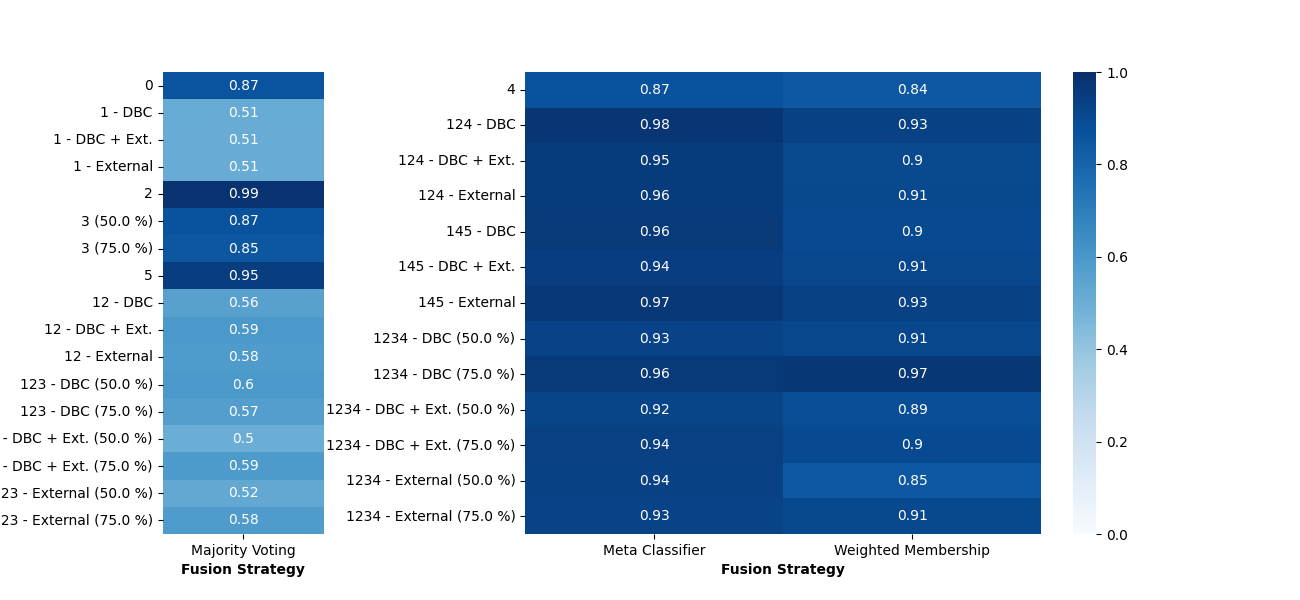 0 0.87
1 - DBC 0.51
1 - DBC + Ext. 0.51
1 - External 0.51
2 0.99
3 (50.0 %) 0.87
3 (75.0 %) 0.85
5 0.95
12 - DBC 0.56
12 - DBC + Ext. 0.59
12 - External 0.58
123 - DBC (50.0 %) 0.6
123 - DBC (75.0 %) 0.57
- DBC + Ext. (50.0 %) 0.5
- DBC + Ext. (75.0 %) 0.59
23 - External (50.0 %) 0.52
23 - External (75.0 %) 0.58
Majority Voting
Fusion Strategy
4 0.87 0.84
124 - DBC 0.98 0.93
124 - DBC + Ext. 0.95 0.9
124 - External 0.96 0.91
145 - DBC 0.96 0.9
145 - DBC + Ext. 0.94 0.91
145 - External 0.97 0.93
1234 - DBC (50.0 %) 0.93 0.91
1234 - DBC (75.0 %) 0.96 0.97
1234 - DBC + Ext. (50.0 %) 0.92 0.89
1234 - DBC + Ext. (75.0 %) 0.94 0.9
1234 - External (50.0 %) 0.94 0.85
1234 - External (75.0 %) 0.93 0.91
Meta Classifier Weighted Membership
Fusion Strategy
1.0
0.8
0.6
0.4
0.2
0.0